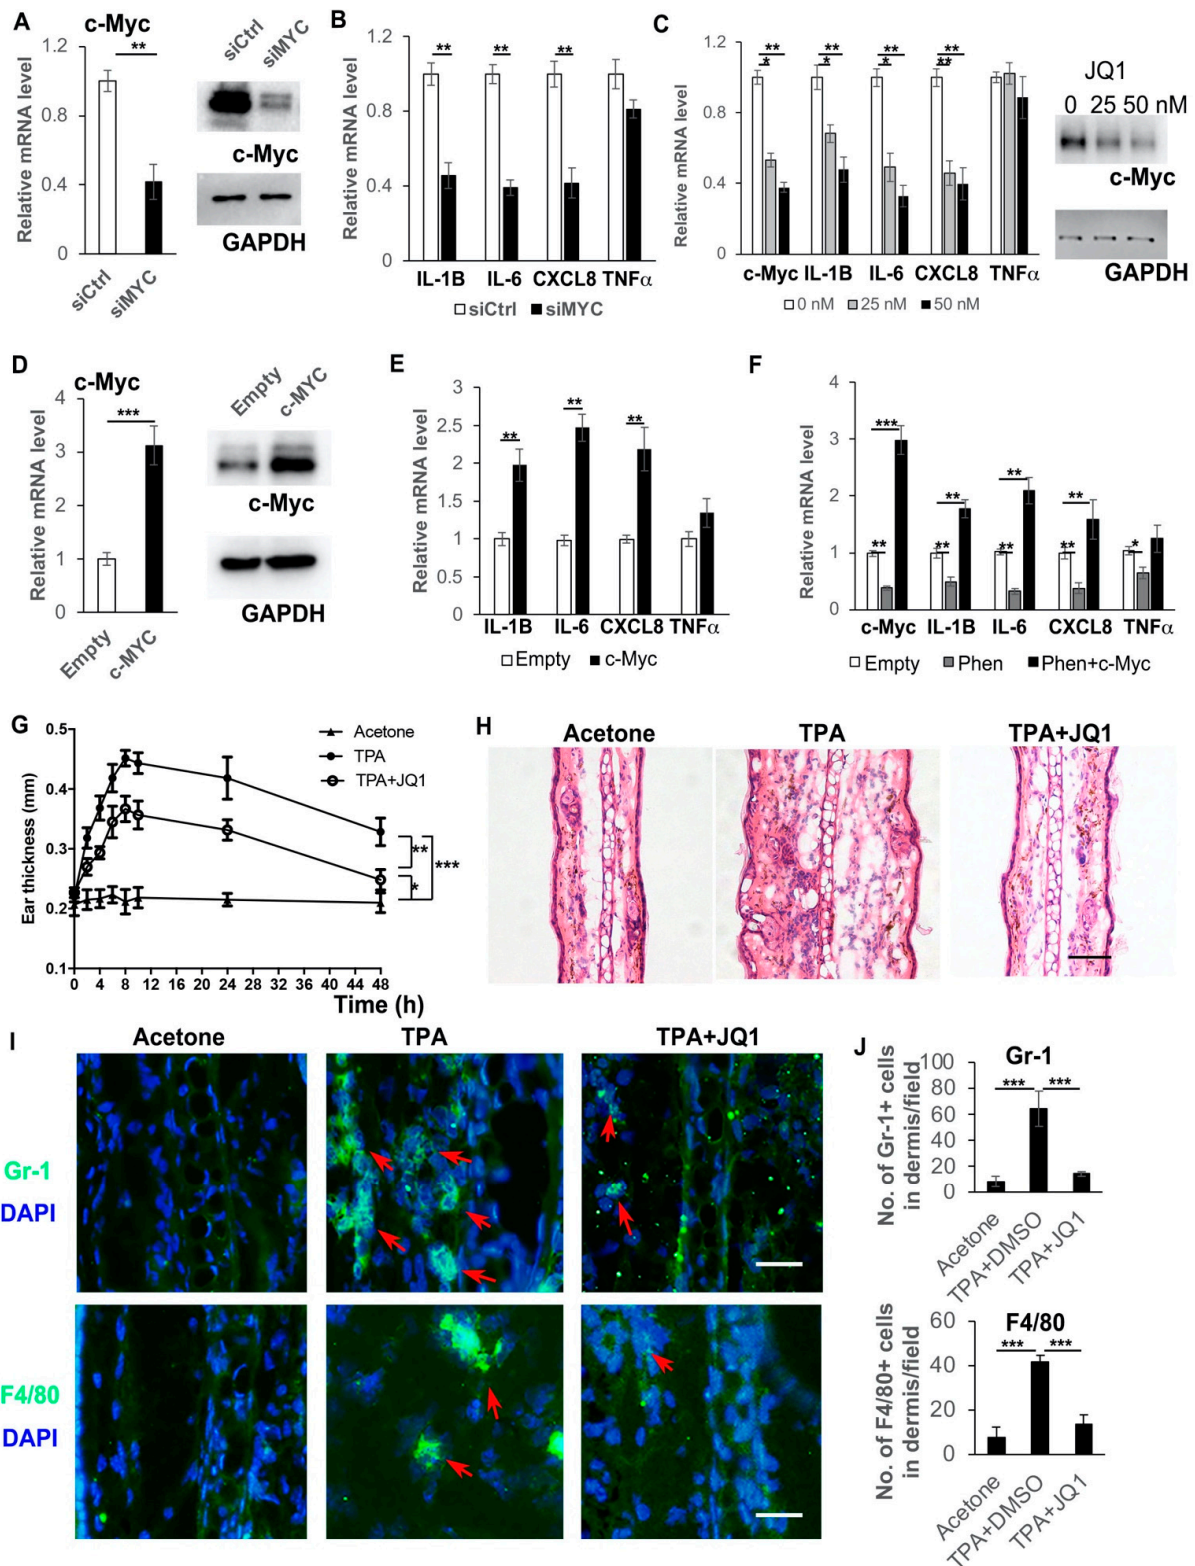 A
c-Myc
**
Relative mRNA level
1.2
0.8
0.4
0
siCtrl
siMYC
siCtrl
siMYC
c-Myc
GAPDH
B
Relative mRNA level
1.2
0.8
0.4
0
** ** **
IL-1B IL-6 CXCL8 TNFα
siCtrl siMYC
C
Relative mRNA level
1.2
0.8
0.4
0
** ** ** **
* * * **
c-Myc IL-1B IL-6 CXCL8 TNFα
0 nM 25 nM 50 nM
JQ1
0 25 50 nM
c-Myc
GAPDH
D
c-Myc
***
Relative mRNA level
4
3
2
1
0
Empty
c-MYC
Empty
c-MYC
c-Myc
GAPDH
E
Relative mRNA level
3
2.5
2
1.5
1
0.5
0
** ** **
IL-1B IL-6 CXCL8 TNFα
Empty c-Myc
F
Relative mRNA level
4
3
2
1
0
*** ** ** **
** ** ** ** *
c-Myc IL-1B IL-6 CXCL8 TNFα
Empty Phen Phen+c-Myc
G
Ear thickness (mm)
0.5
0.4
0.3
0.2
0.1
Acetone
TPA
TPA+JQ1
**
***
*
0 4 8 12 16 20 24 28 32 36 40 44 48
Time (h)
H
Acetone TPA TPA+JQ1
I
Acetone TPA TPA+JQ1
Gr-1
DAPI
F4/80
DAPI
J
Gr-1
No. of Gr-1+ cells
in dermis/field
100
80
60
40
20
0
*** ***
Acetone
TPA+DMSO
TPA+JQ1
F4/80
No. of F4/80+ cells
in dermis/field
60
40
20
0
*** ***
Acetone
TPA+DMSO
TPA+JQ1